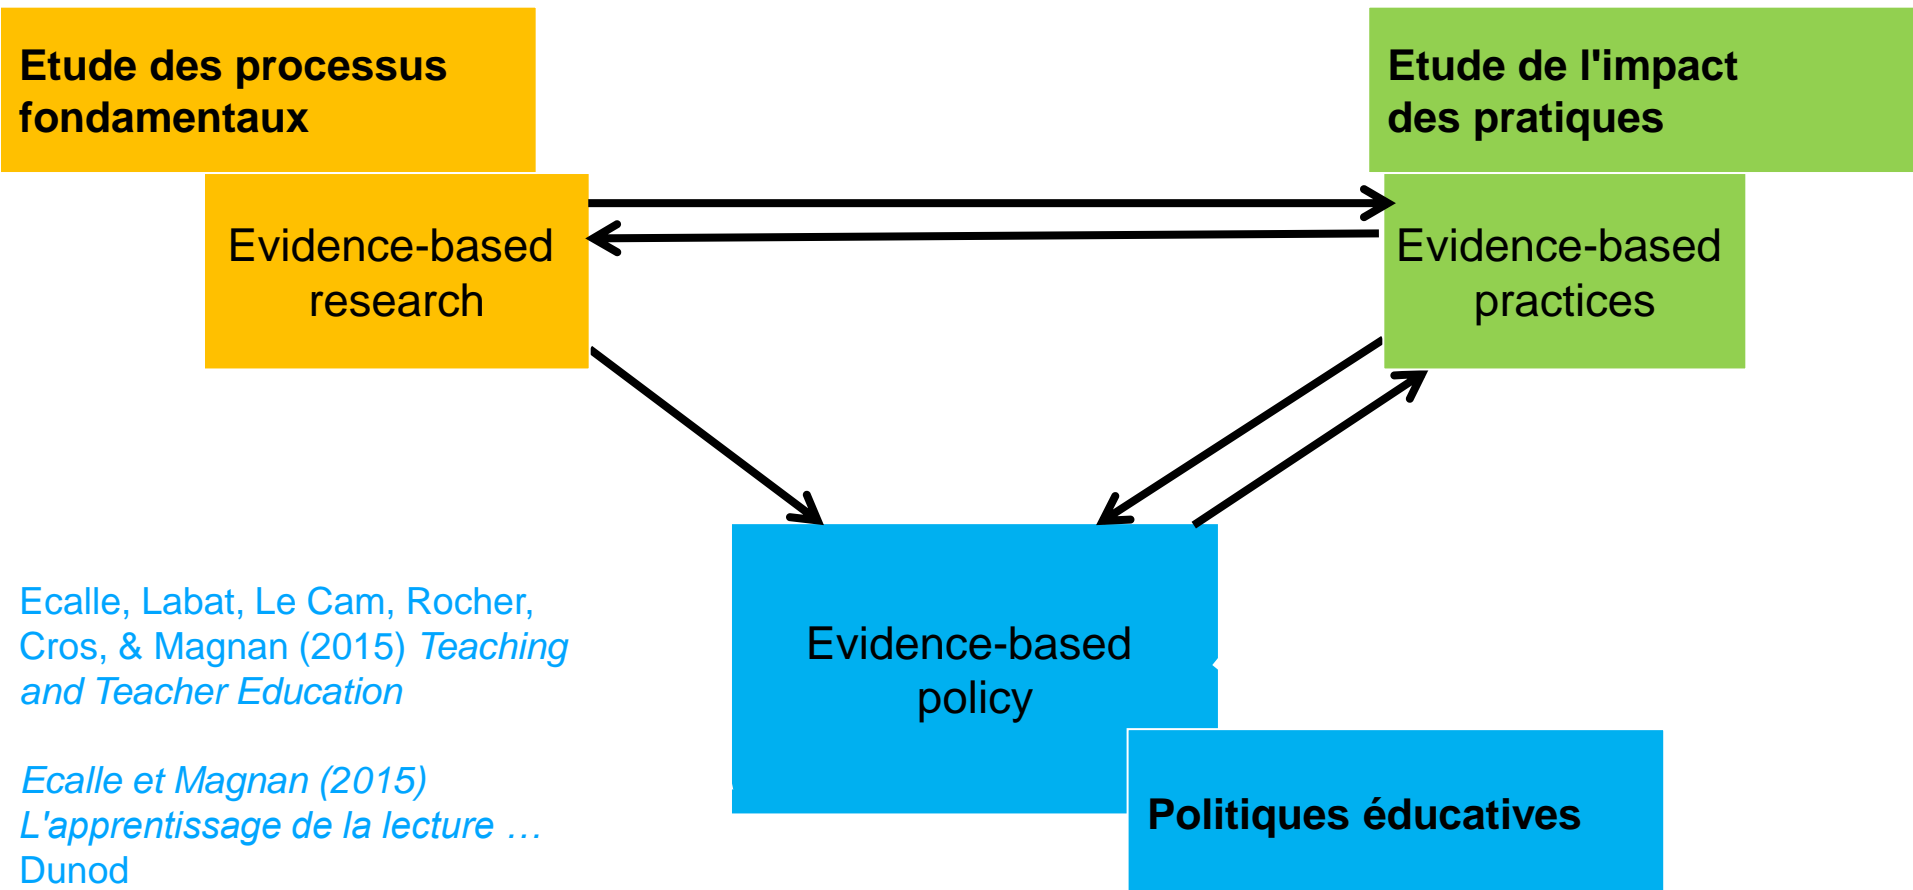 Etude des processus
fondamentaux
Etude de l'impact
des pratiques
Evidence-based
research
Evidence-based
practices
Evidence-based
policy
Politiques éducatives
Ecalle, Labat, Le Cam, Rocher,
Cros, & Magnan (2015) Teaching
and Teacher Education
Ecalle et Magnan (2015)
L'apprentissage de la lecture …
Dunod